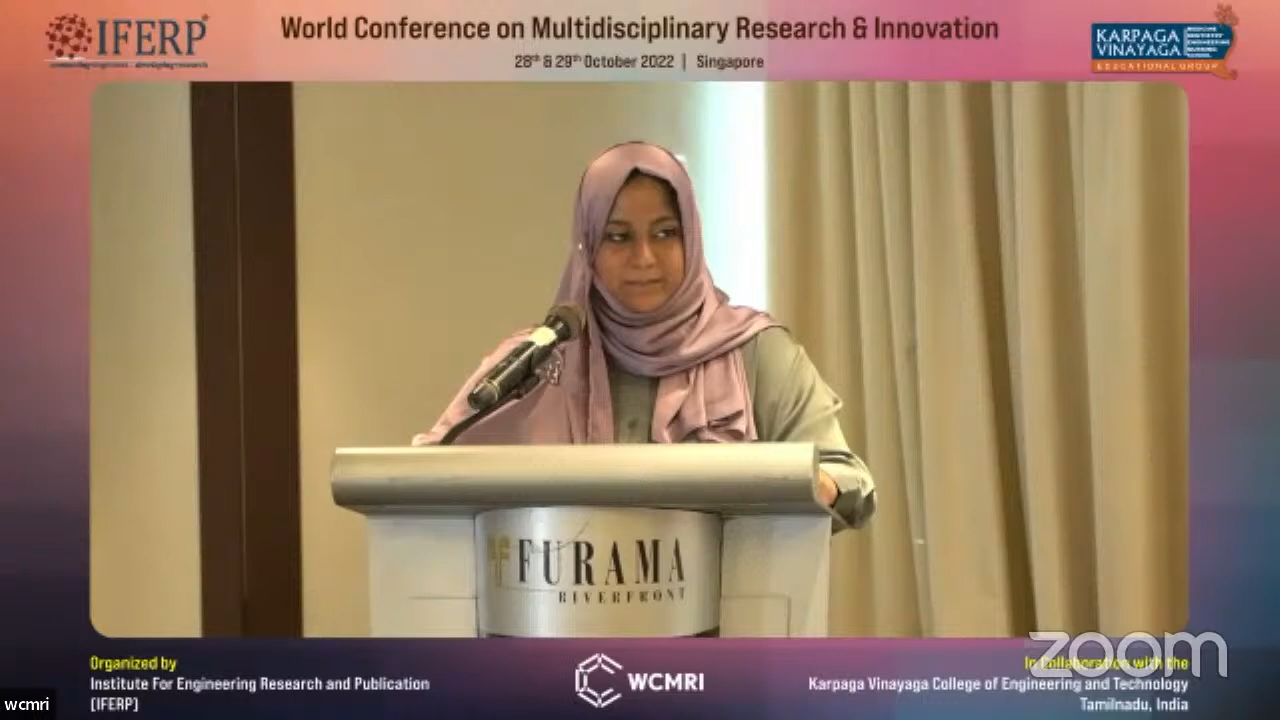 IFERP
World Conference on Multidisciplinary Research & Innovation
28th & 29th October 2022 | Singapore
KARPAGA
VINAYAGA
EDUCATIONAL GROUP
FURAMA
RIVERFRONT
zoom
Organized by
Institute For Engineering Research and Publication
(IFERP)
WCMRI
In Collaboration with the
Karpaga Vinayaga College of Engineering and Technology
Tamilnadu, India
wcmri